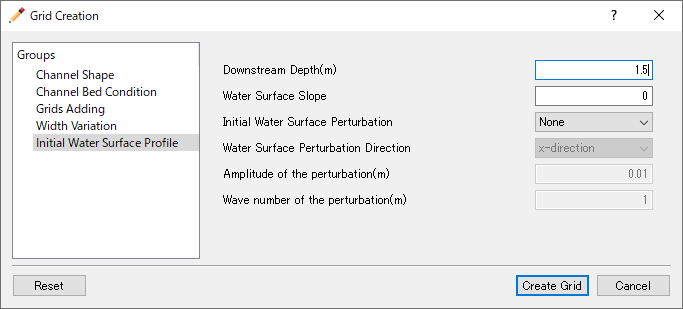 Grid Creation
Groups
Channel Shape
Channel Bed Condition
Grids Adding
Width Variation
Initial Water Surface Profile
Downstream Depth(m) 1.5
Water Surface Slope 0
Initial Water Surface Perturbation None
Water Surface Perturbation Direction x-direction
Amplitude of the perturbation(m) 0.01
Wave number of the perturbation(m) 1
Reset Create Grid Cancel